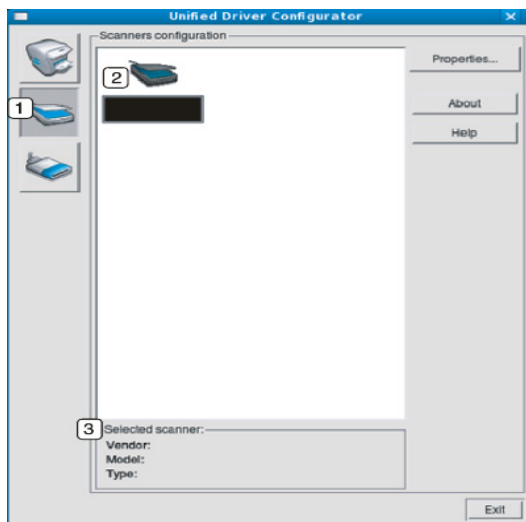 Unified Driver Configurator
Scanners configuration
Properties...
2
1
About
Help
3
Selected scanner:
Vendor:
Model:
Type:
Exit